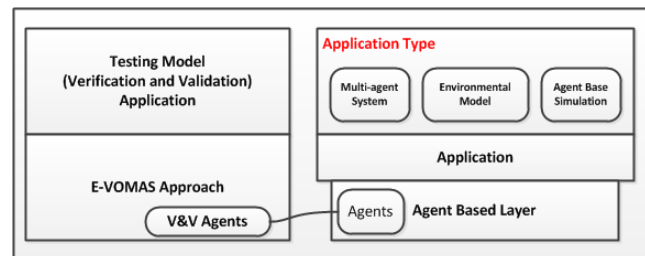 Testing Model
(Verification and Validation)
Application
E-VOMAS Approach
V&V Agents
Application Type
Multi-agent
System
Environmental
Model
Agent Base
Simulation
Application
Agents
Agent Based Layer